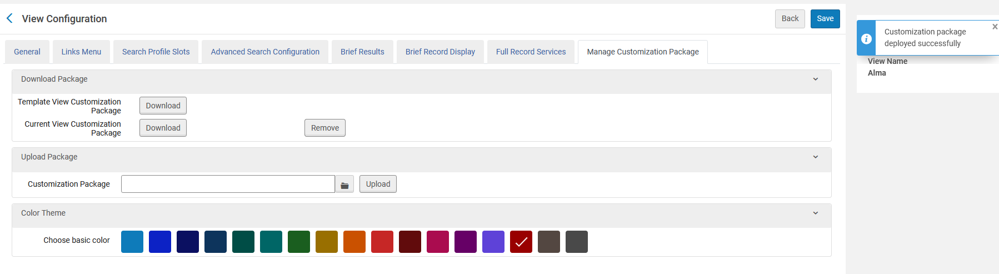 View Configuration
Back
Save
General
Links Menu
Search Profile Slots
Advanced Search Configuration
Brief Results
Brief Record Display
Full Record Services
Manage Customization Package
Customization package
deployed successfully
View Name
Alma
Download Package
Template View Customization
Package
Download
Current View Customization
Package
Download
Remove
Upload Package
Customization Package
Upload
Color Theme
Choose basic color